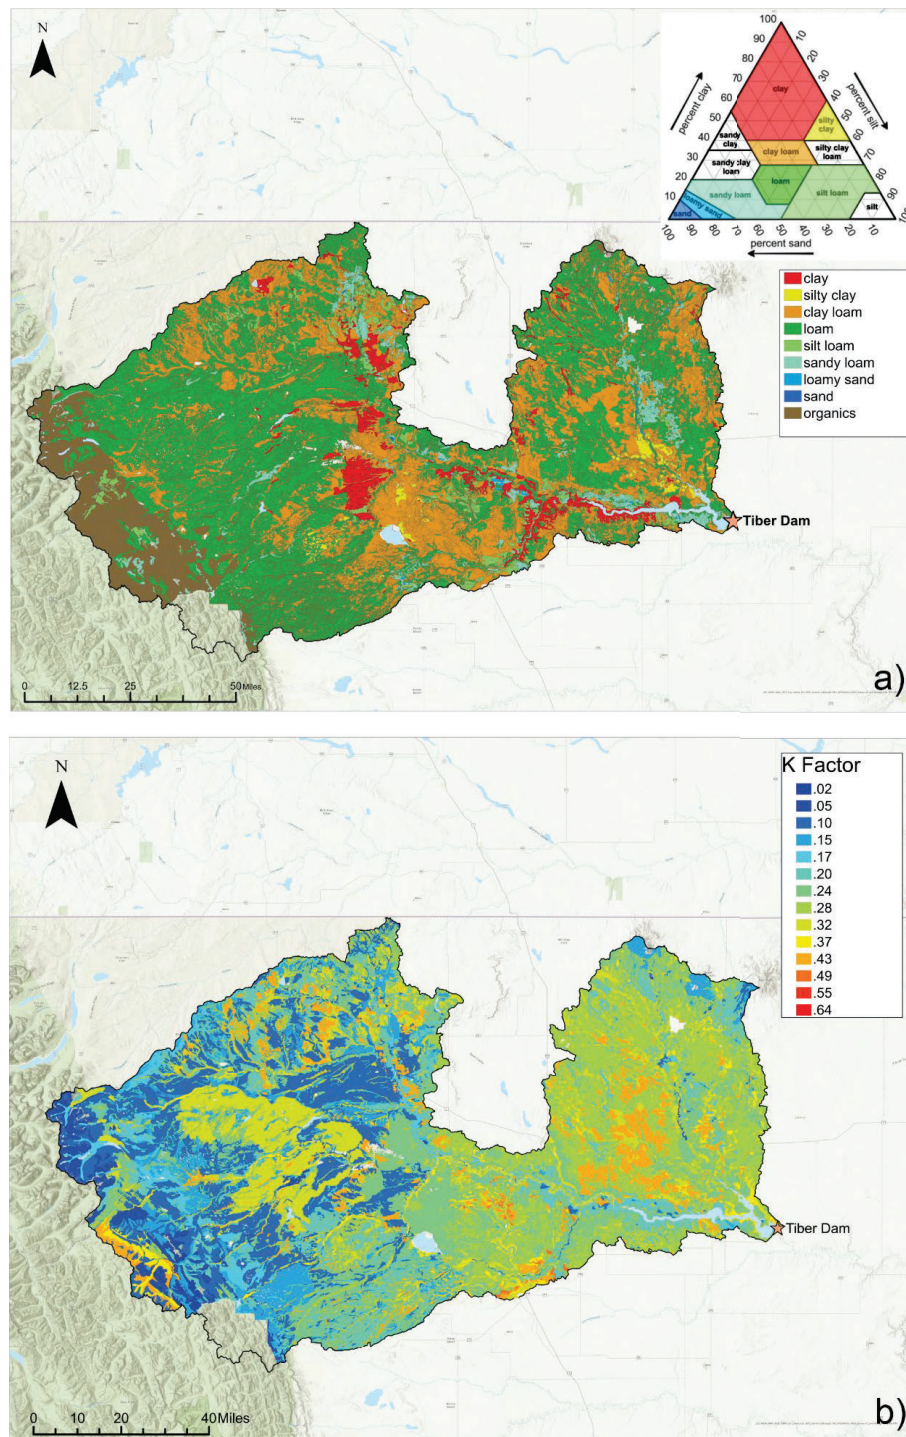 N
100
90
80
70
60
50
40
30
20
10
percent clay
10
20
30
40
50
60
70
80
90
100
percent silt
clay
silty
clay
sandy
clay
clay loam
silty clay
loam
sandy clay
loam
loam
sandy loam
silt loam
loamy sand
sand
silt
100
90
80
70
60
50
40
30
20
10
percent sand
clay
silty clay
clay loam
loam
silt loam
sandy loam
loamy sand
sand
organics
Tiber Dam
0 12.5 25 50 Miles
a)
N
K Factor
.02
.05
.10
.15
.17
.20
.24
.28
.32
.37
.43
.49
.55
.64
Tiber Dam
0 10 20 40 Miles
b)